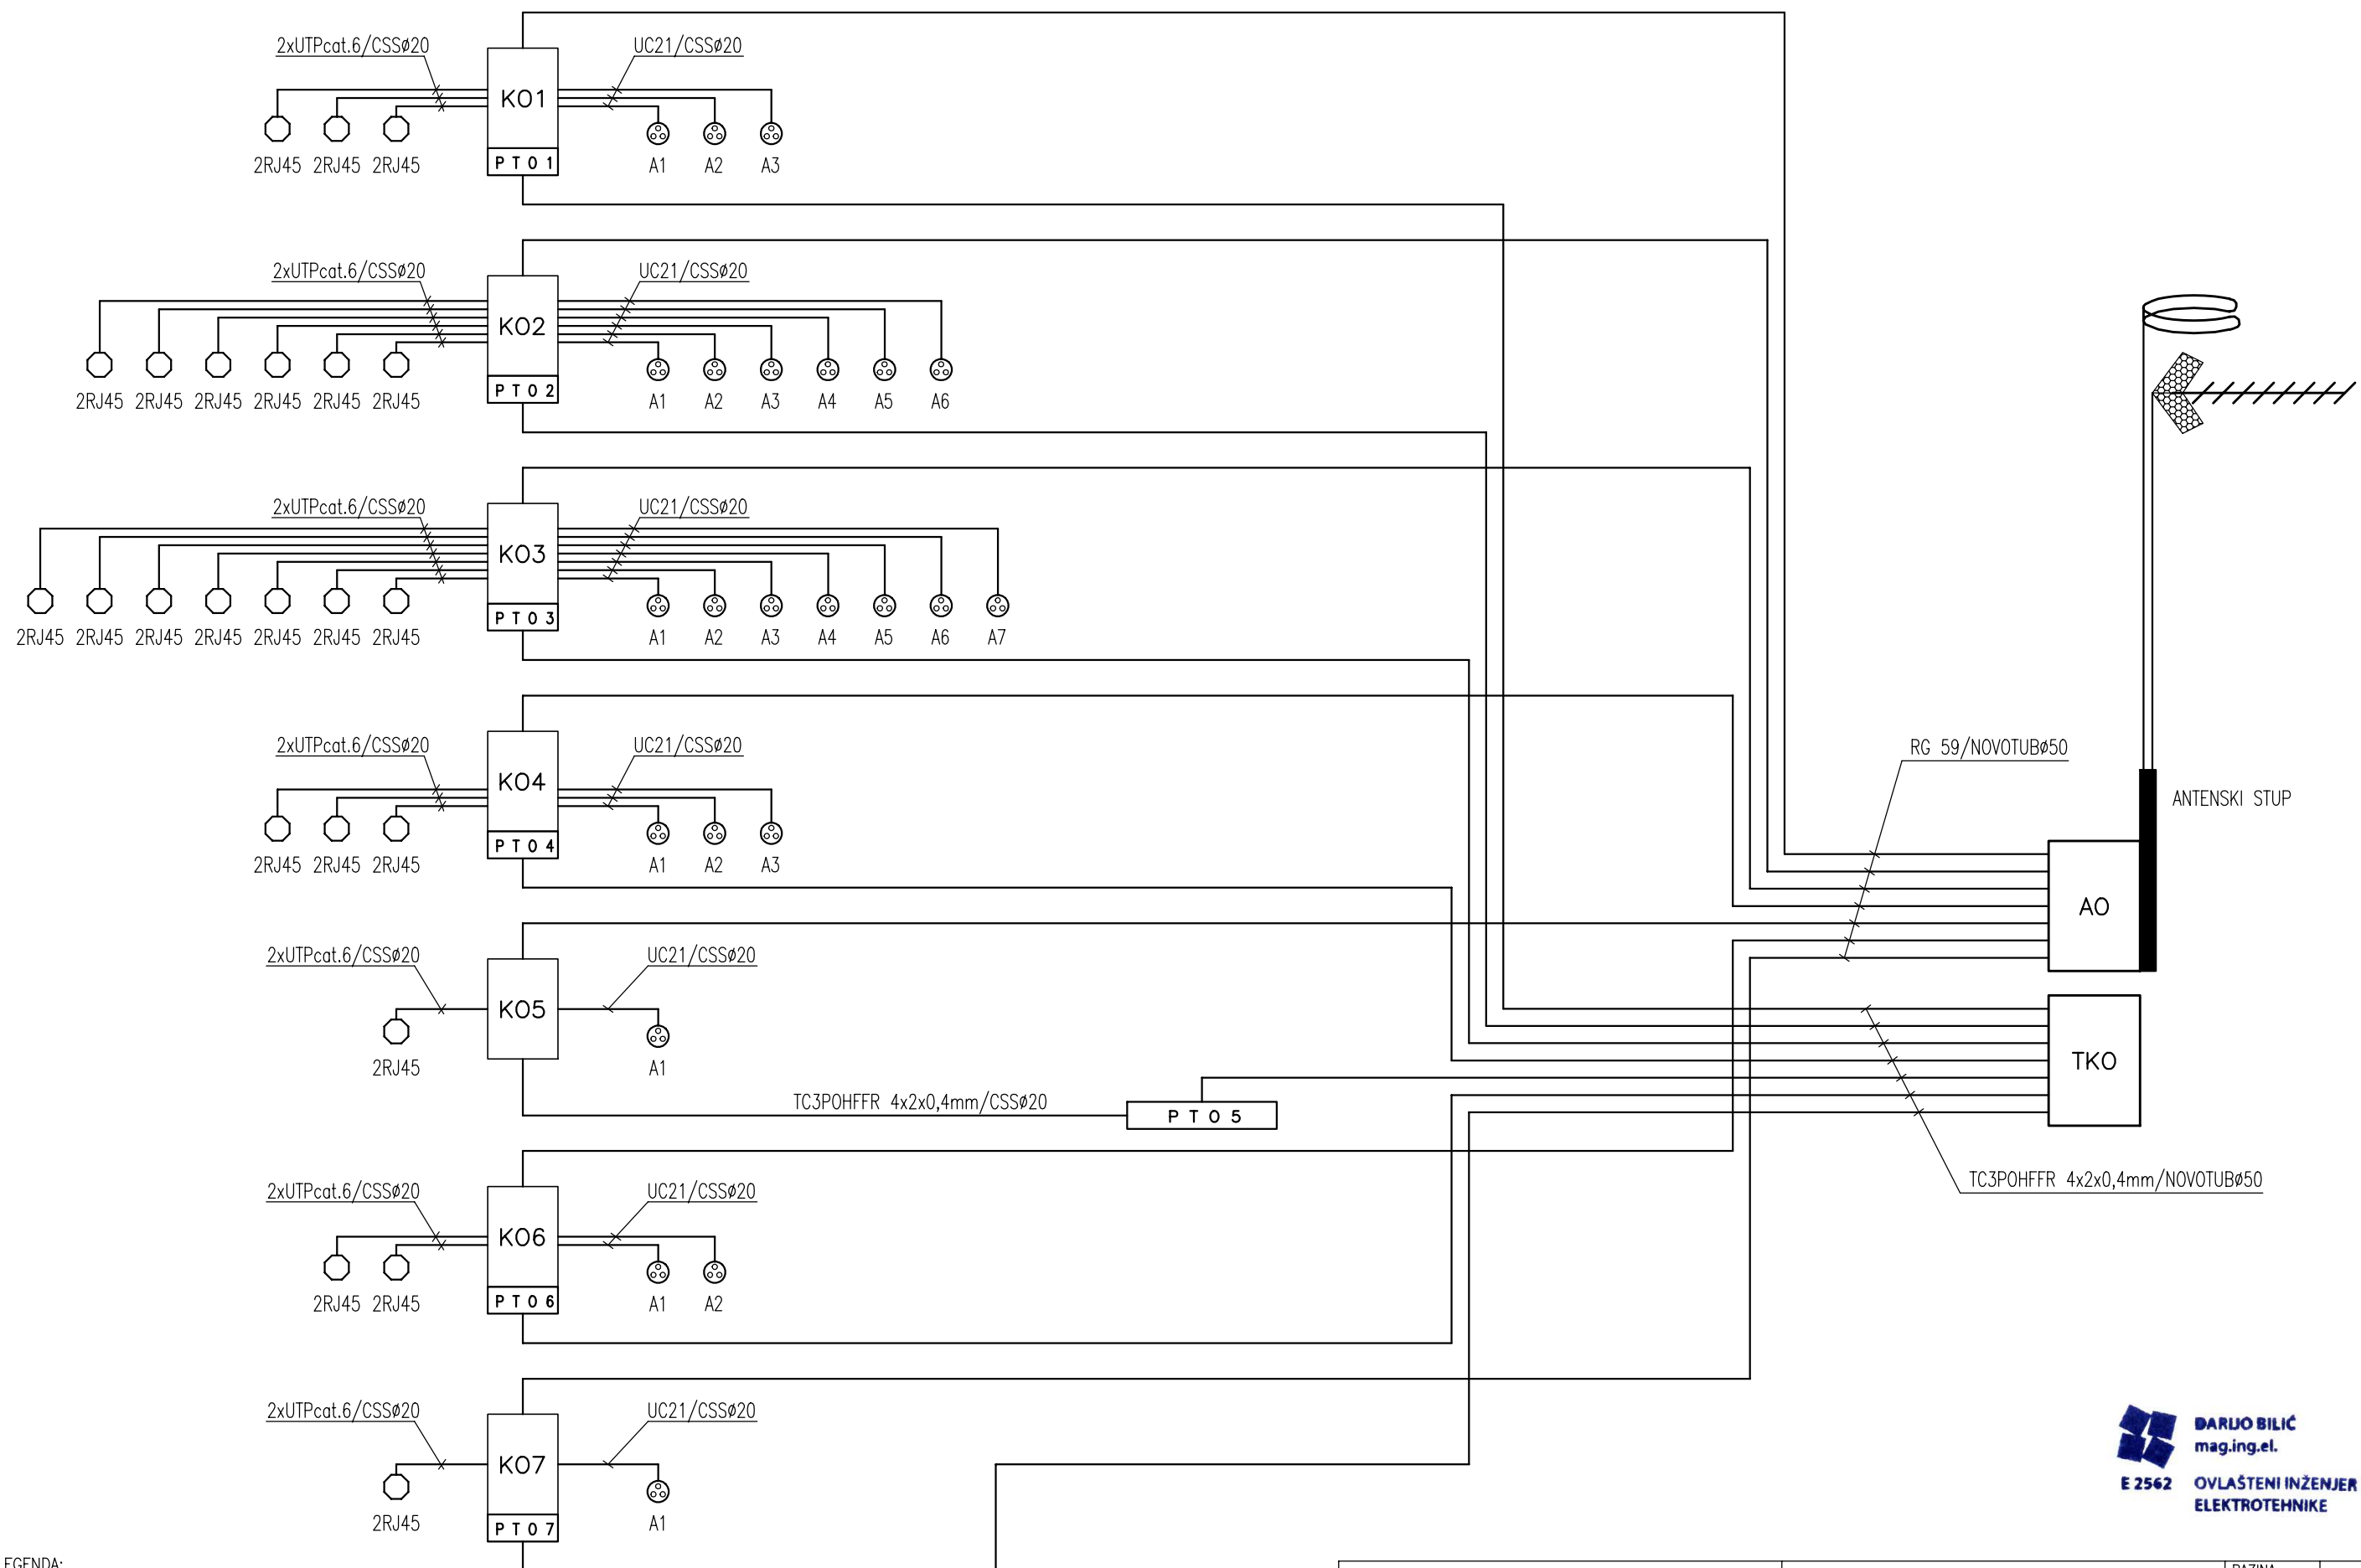 2xUTPcat.6/CSSø20
UC21/CSSø20
KO1
PTO1
2RJ45 2RJ45 2RJ45
A1 A2 A3
2xUTPcat.6/CSSø20
UC21/CSSø20
KO2
PTO2
2RJ45 2RJ45 2RJ45 2RJ45 2RJ45 2RJ45
A1 A2 A3 A4 A5 A6
2xUTPcat.6/CSSø20
UC21/CSSø20
KO3
PTO3
2RJ45 2RJ45 2RJ45 2RJ45 2RJ45 2RJ45 2RJ45
A1 A2 A3 A4 A5 A6 A7
2xUTPcat.6/CSSø20
UC21/CSSø20
KO4
PTO4
2RJ45 2RJ45 2RJ45
A1 A2 A3
RG 59/NOVOTUBø50
ANTENSKI STUP
AO
2xUTPcat.6/CSSø20
UC21/CSSø20
KO5
2RJ45
A1
TKO
TC3POHFFR 4x2x0,4mm/CSSø20
PTO5
TC3POHFFR 4x2x0,4mm/NOVOTUBø50
2xUTPcat.6/CSSø20
UC21/CSSø20
KO6
PTO6
2RJ45 2RJ45
A1 A2
2xUTPcat.6/CSSø20
UC21/CSSø20
KO7
PTO7
2RJ45
A1
DARIJO BILIĆ
mag.ing.el.
E 2562 OVLAŠTENI INŽENJER
ELEKTROTEHNIKE
EGENDA:
RAZINA